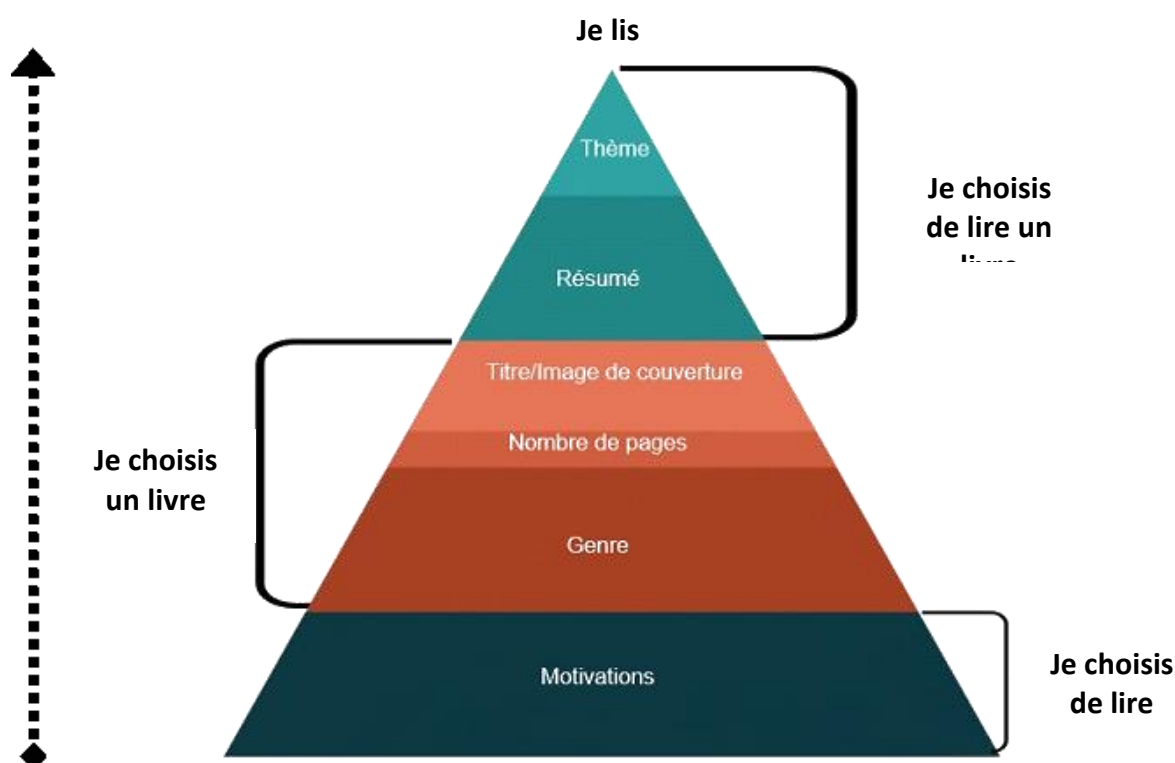 Je lis
Thème
Je choisis
de lire un
Résumé
Titre/Image de couverture
Nombre de pages
Je choisis
un livre
Genre
Motivations
Je choisis
de lire